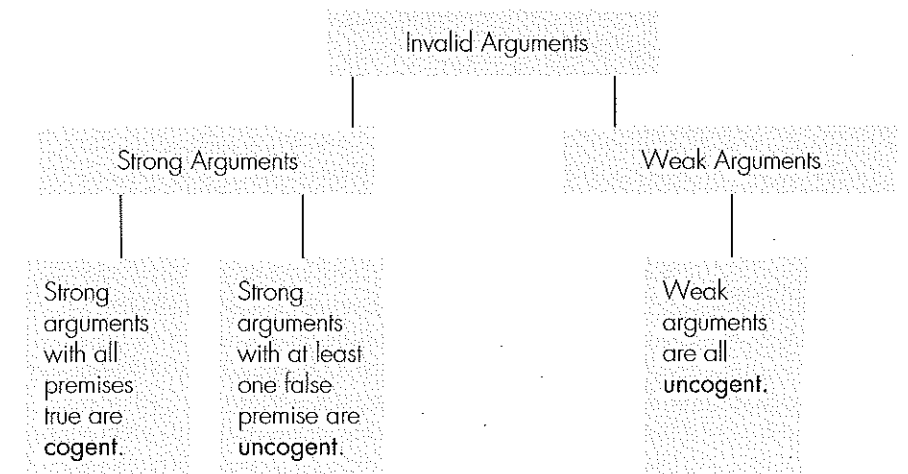 Invalid Arguments
Strong Arguments
Weak Arguments
Strong
arguments
with all
premises
true are
cogent.
Strong
arguments
with at least
one false
premise are
uncogent.
Weak
arguments
are all
uncogent.